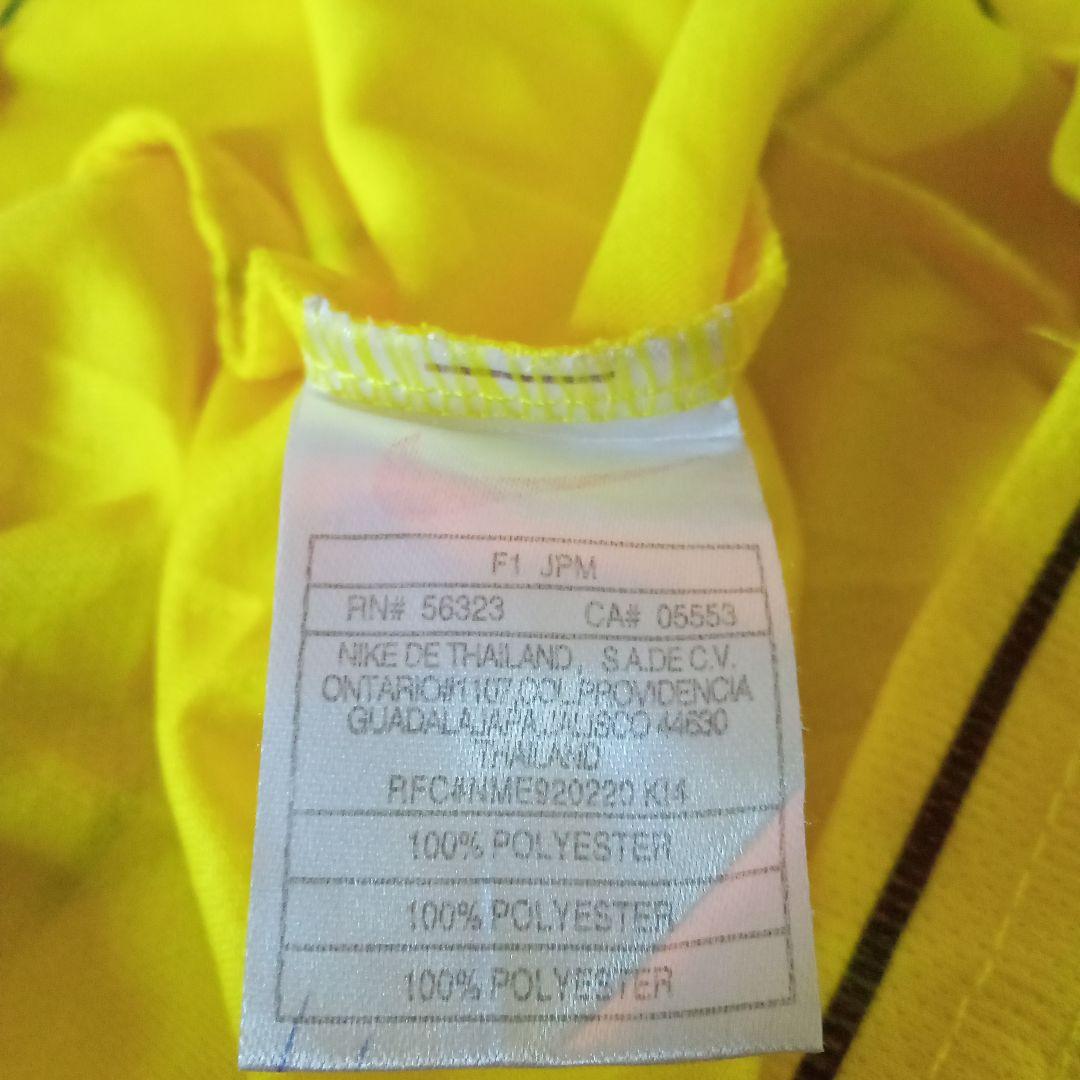 F1 JPM
RN# 56323 CA# 05553
NIKE DE THAILAND, S.A.DE C.V.
ONTARIO#1107 COL.PROVIDENCIA
GUADALAJARA,JALISCO 44630
THAILAND
RFC#NME920220 KI4
100% POLYESTER
100% POLYESTER
100% POLYESTER